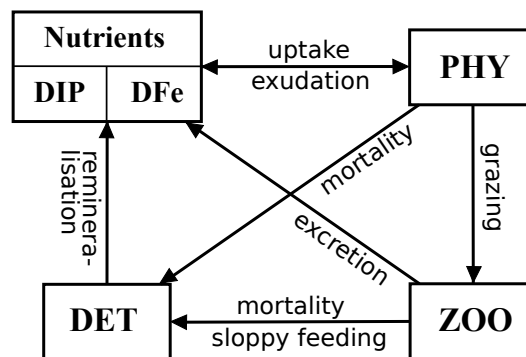 Nutrients
DIP DFe
uptake
exudation
PHY
mortality
grazing
reminera-
lisation
excretion
DET
mortality
sloppy feeding
ZOO